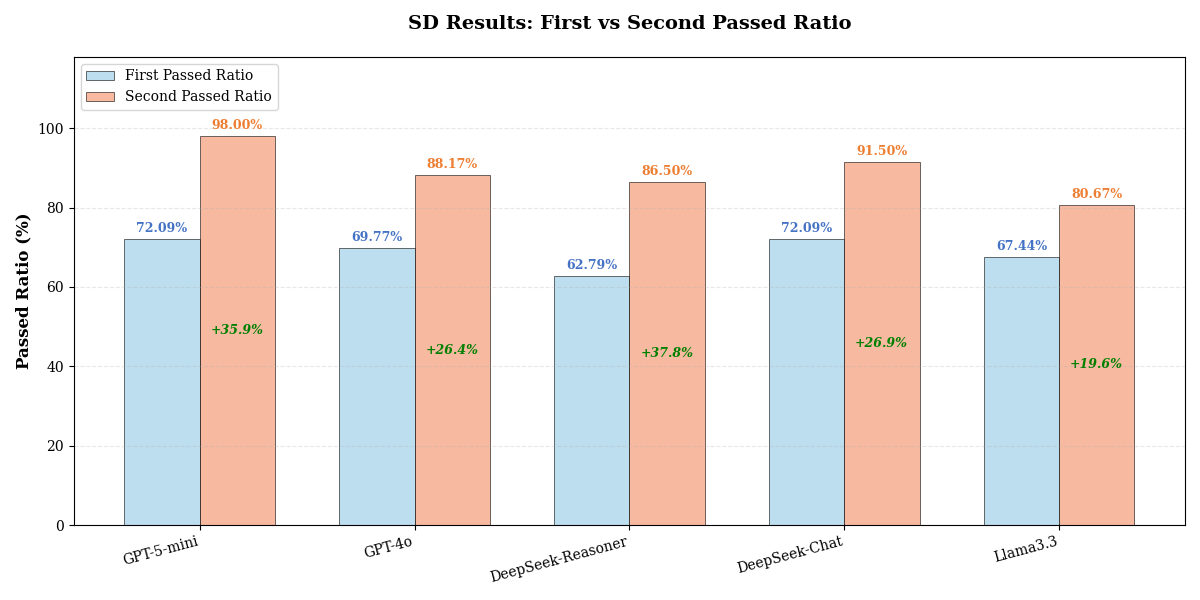 SD Results: First vs Second Passed Ratio
First Passed Ratio
Second Passed Ratio
Passed Ratio (%)
100
80
60
40
20
0
72.09%
98.00%
+35.9%
69.77%
88.17%
+26.4%
62.79%
86.50%
+37.8%
72.09%
91.50%
+26.9%
67.44%
80.67%
+19.6%
GPT-5-mini
GPT-4o
DeepSeek-Reasoner
DeepSeek-Chat
Llama3.3